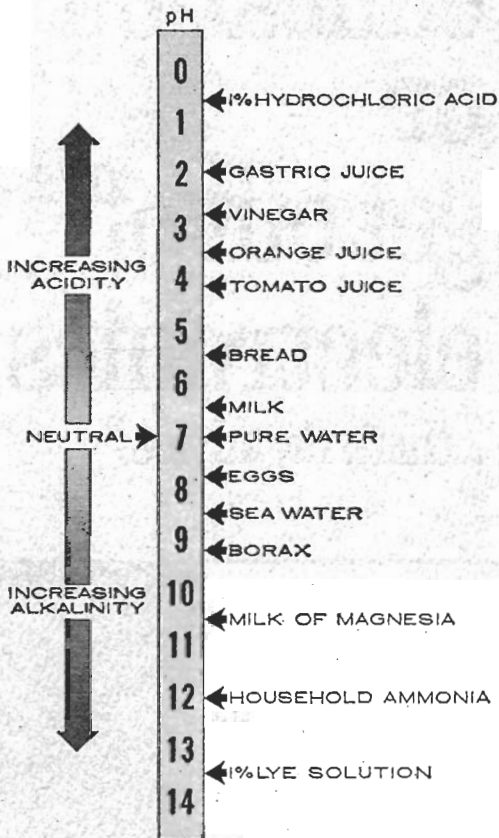 pH
0
1% HYDROCHLORIC ACID
1
2
GASTRIC JUICE
VINEGAR
3
ORANGE JUICE
INCREASING
ACIDITY
4
TOMATO JUICE
5
BREAD
6
MILK
NEUTRAL
7
PURE WATER
EGGS
8
SEA WATER
9
BORAX
INCREASING
ALKALINITY
10
MILK OF MAGNESIA
11
12
HOUSEHOLD AMMONIA
13
1% LYE SOLUTION
14